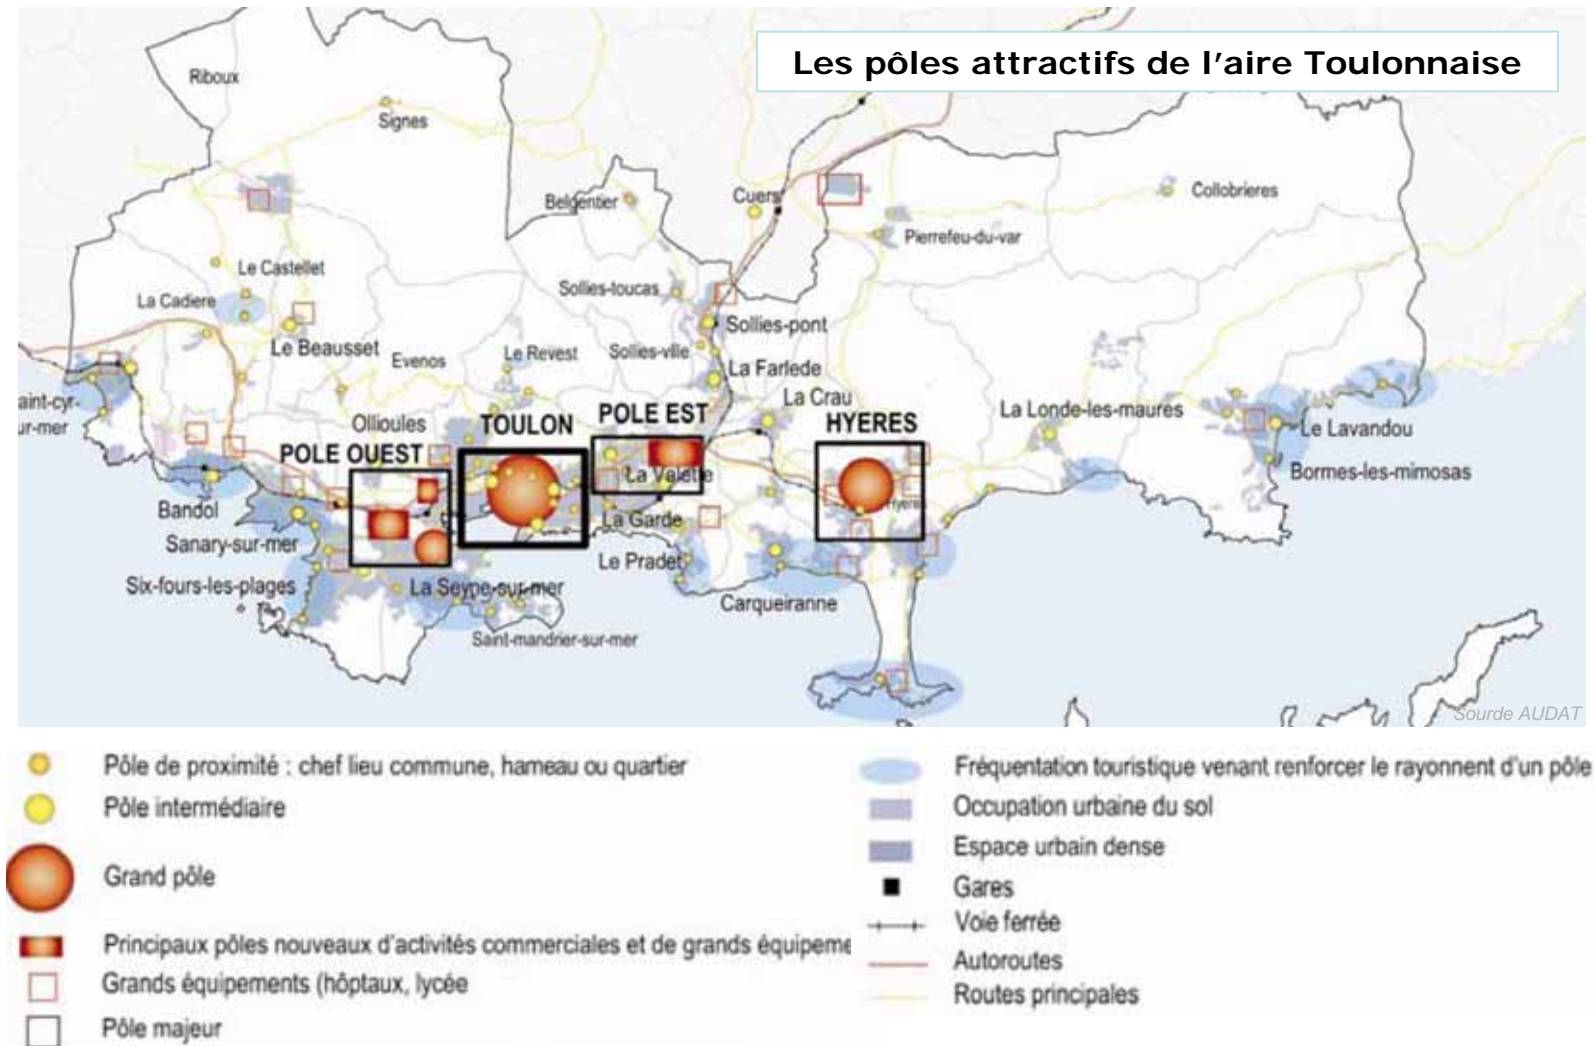 Les pôles attractifs de l'aire Toulonnaise
Riboux
Signes
Belgentier
Cuers
Collobrieres
Pierrefeu-du-var
Le Castellet
La Cadiere
Sollies-toucas
Sollies-pont
Le Beausset
Evenos
Le Revest
Sollies-ville
La Farlede
aint-cyr-
ur-mer
Ollioules
TOULON
POLE EST
La Crau
HYERES
La Londe-les-maures
Le Lavandou
POLE OUEST
La Valette
Bormes-les-mimosas
Bandol
Hyeres
La Garde
Sanary-sur-mer
Le Pradet
Six-fours-les-plages
La Seyne-sur-mer
Carqueiranne
Saint-mandrier-sur-mer
Sourde AUDAT
Pôle de proximité : chef lieu commune, hameau ou quartier
Pôle intermédiaire
Grand pôle
Principaux pôles nouveaux d'activités commerciales et de grands équipeme
Grands équipements (hôptaux, lycée
Pôle majeur
Fréquentation touristique venant renforcer le rayonnent d'un pôle
Occupation urbaine du sol
Espace urbain dense
Gares
Voie ferrée
Autoroutes
Routes principales